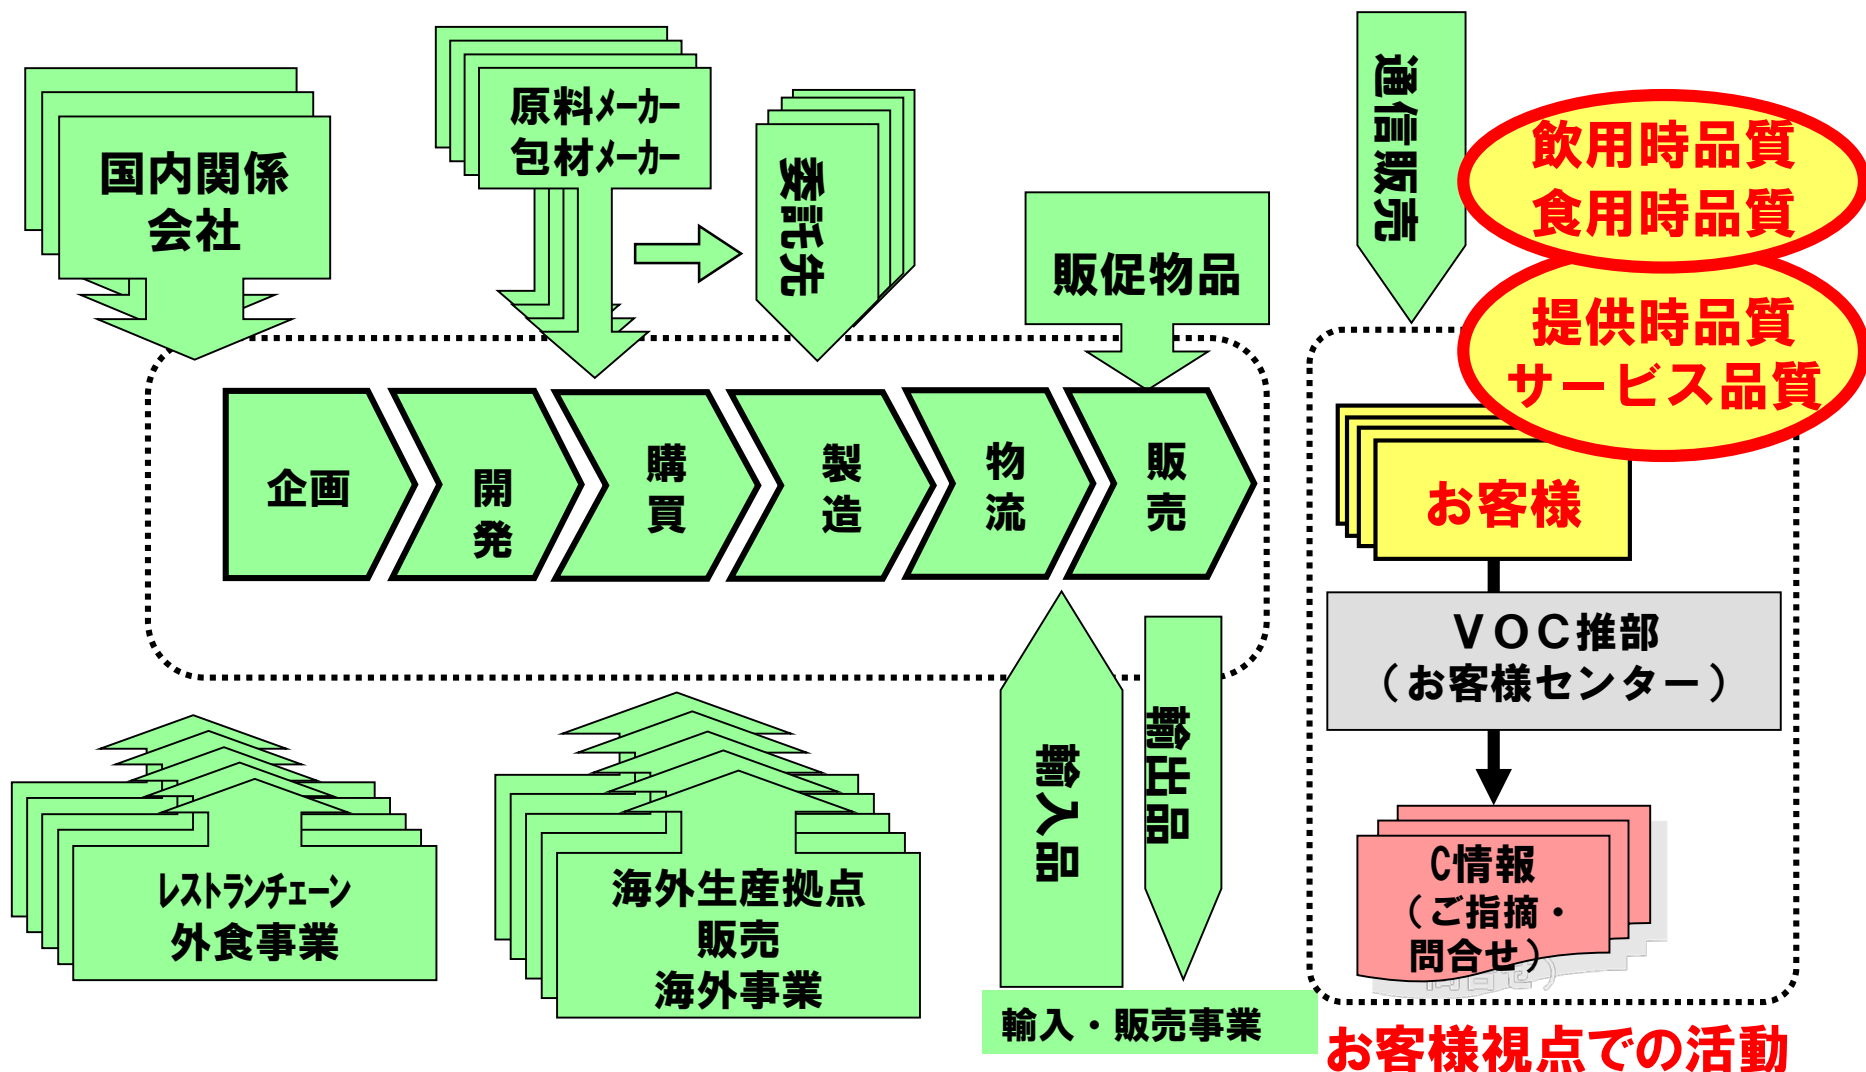 国内関係
会社
原料メーカー
包材メーカー
委託先
販促物品
通信販売
飲用時品質
食用時品質
提供時品質
サービス品質
企画
開発
購買
製造
物流
販売
お客様
VOC推部
(お客様センター)
C情報
(ご指摘・
問合せ)
輸入品
輸出品
レストランチェーン
外食事業
海外生産拠点
販売
海外事業
輸入・販売事業
お客様視点での活動